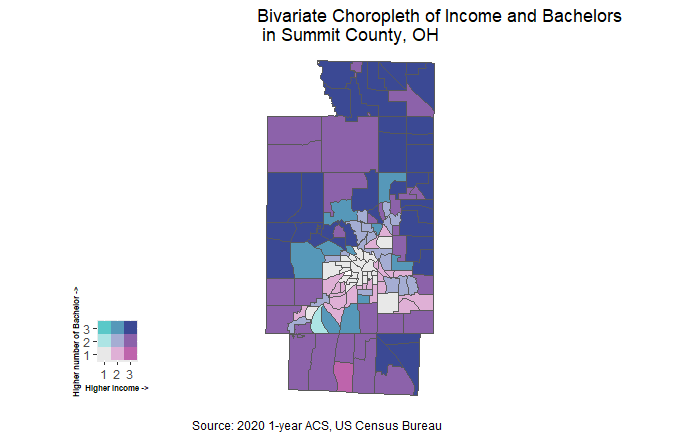 Bivariate Choropleth of Income and Bachelors
in Summit County, OH
Higher number of Bachelor ->
3
2
1
1 2 3
Higher income ->
Source: 2020 1-year ACS, US Census Bureau